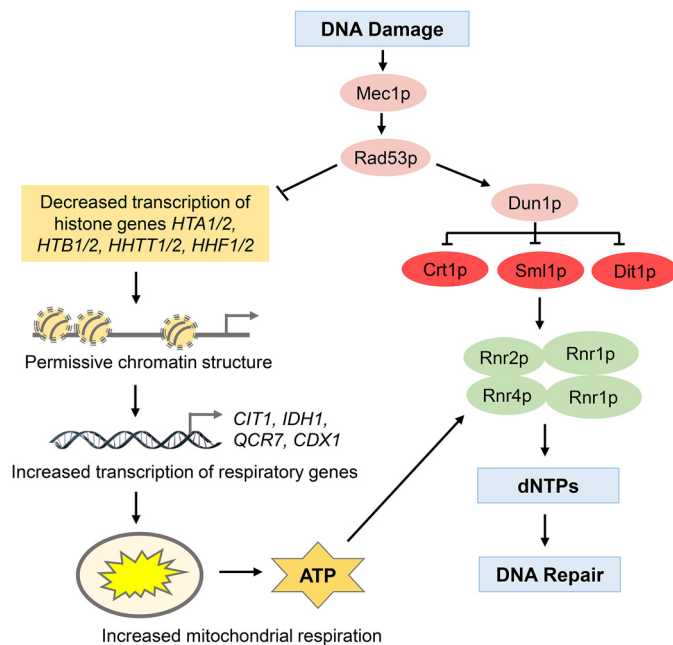 DNA Damage
Mec1p
Rad53p
Decreased transcription of
histone genes HTA1/2,
HTB1/2, HHTT1/2, HHF1/2
Dun1p
Crt1p
Sml1p
Dit1p
Permissive chromatin structure
Rnr2p
Rnr1p
Rnr4p
Rnr1p
CIT1, IDH1,
QCR7, CDX1
Increased transcription of respiratory genes
dNTPs
ATP
DNA Repair
Increased mitochondrial respiration